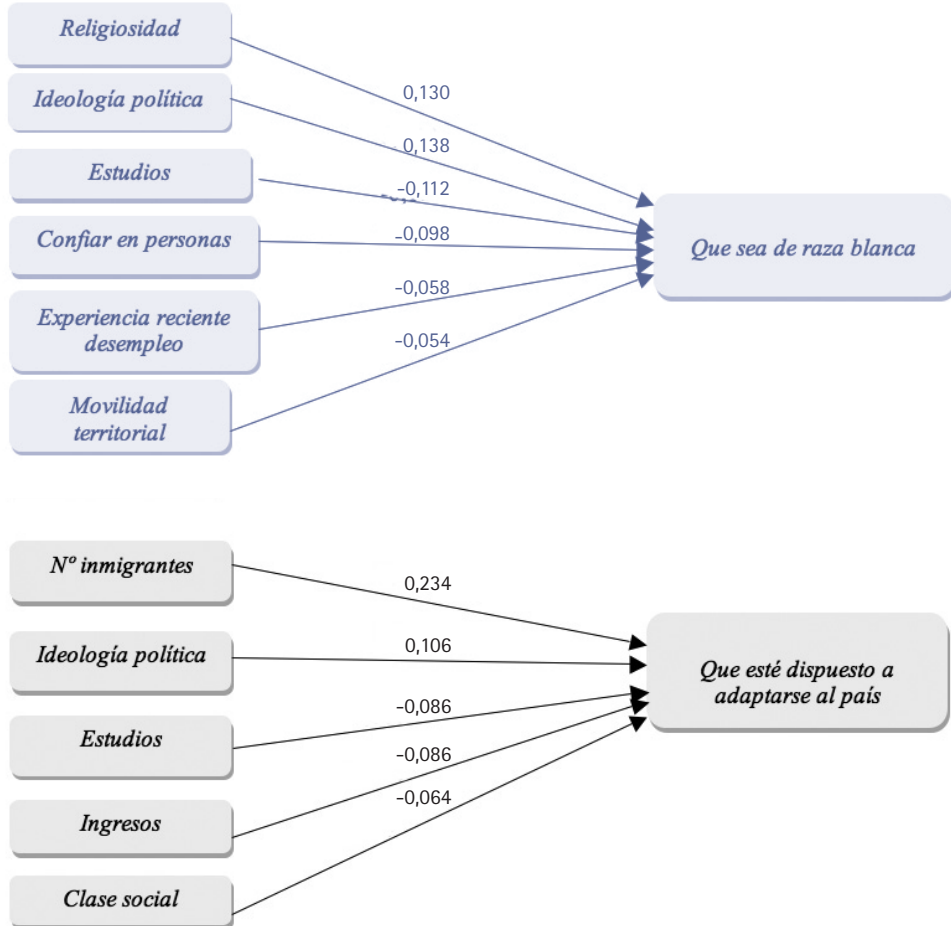 Religiosidad
0,130
Ideología política
0,138
Estudios
-0,112
Confiar en personas
-0,098
Que sea de raza blanca
Experiencia reciente
desempleo
-0,058
-0,054
Movilidad
territorial
Nº inmigrantes
0,234
Ideología política
0,106
Que esté dispuesto a
adaptarse al país
Estudios
-0,086
-0,086
Ingresos
-0,064
Clase social